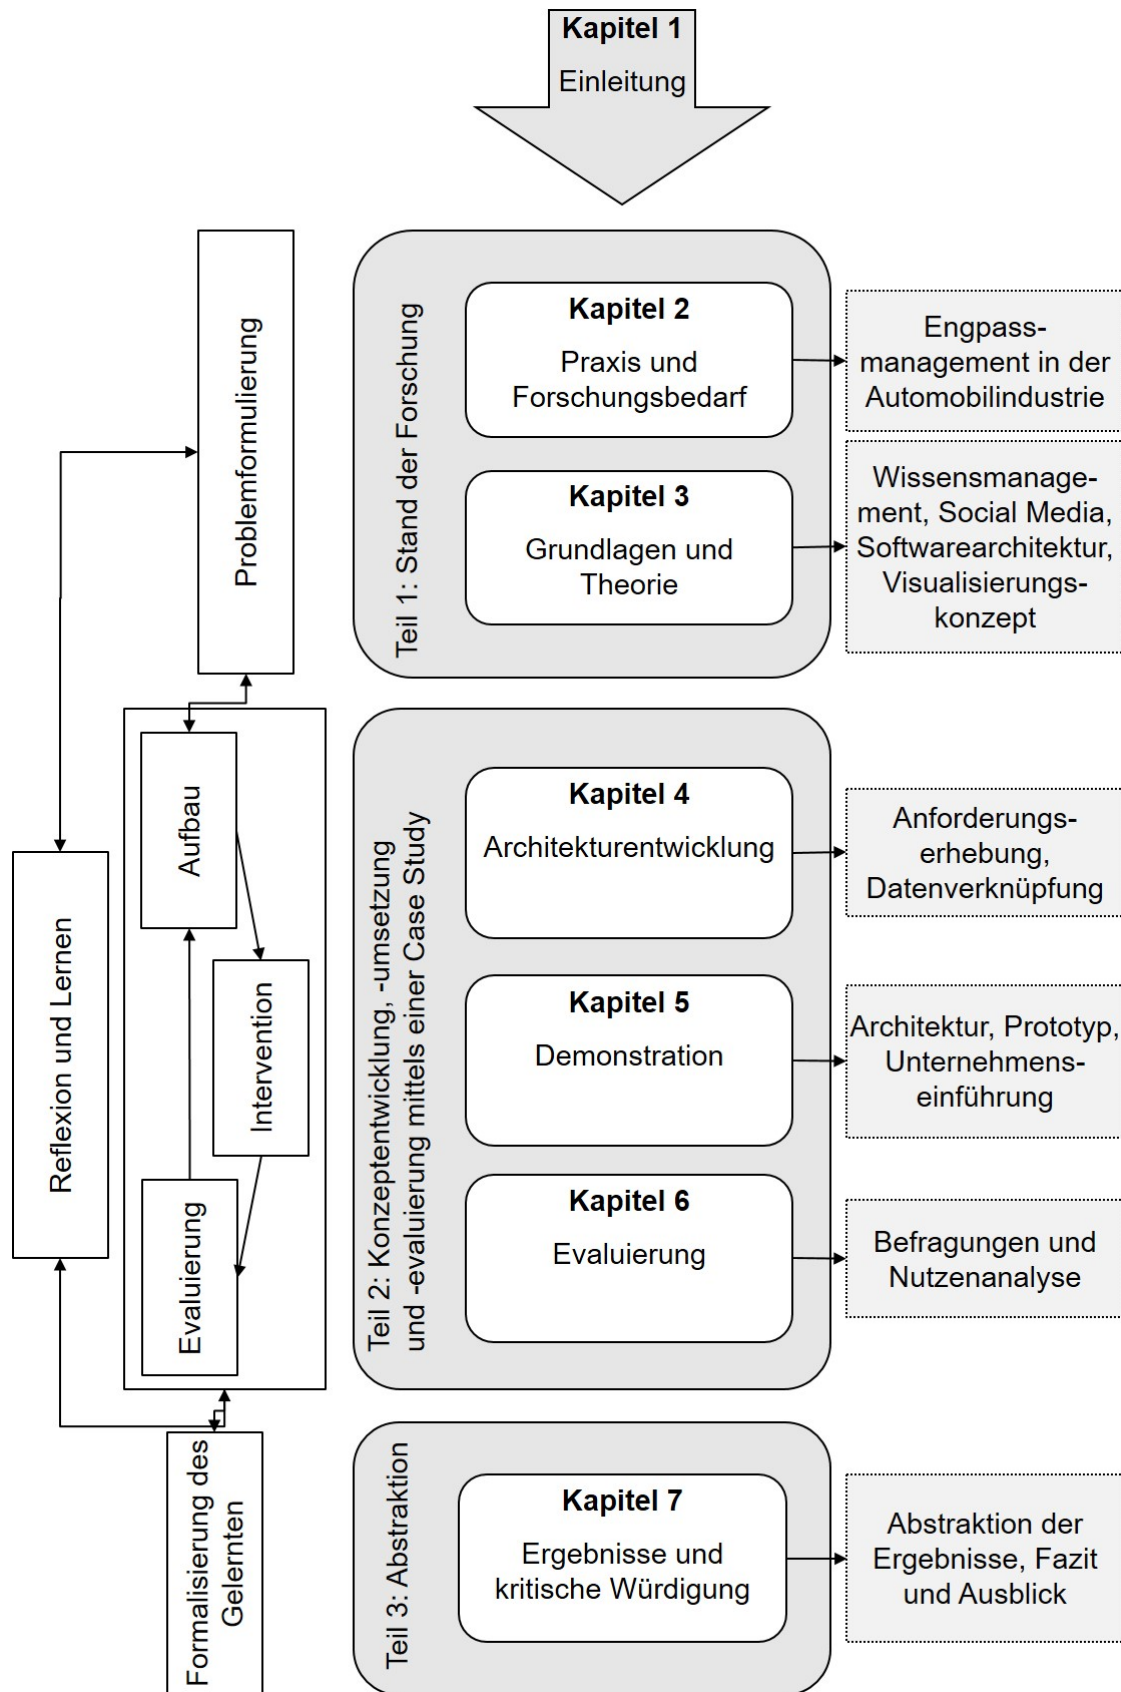 Kapitel 1
Einleitung
Problemformulierung
Teil 1: Stand der Forschung
Kapitel 2
Praxis und
Forschungsbedarf
Engpass-
management in der
Automobilindustrie
Kapitel 3
Grundlagen und
Theorie
Wissensmanage-
ment, Social Media,
Softwarearchitektur,
Visualisierungs-
konzept
Reflexion und Lernen
Aufbau
Intervention
Evaluierung
Teil 2: Konzeptentwicklung, -umsetzung
und -evaluierung mittels einer Case Study
Kapitel 4
Architekturentwicklung
Anforderungs-
erhebung,
Datenverknüpfung
Kapitel 5
Demonstration
Architektur, Prototyp,
Unternehmens-
einführung
Kapitel 6
Evaluierung
Befragungen und
Nutzenanalyse
Formalisierung des
Gelernten
Teil 3: Abstraktion
Kapitel 7
Ergebnisse und
kritische Würdigung
Abstraktion der
Ergebnisse, Fazit
und Ausblick